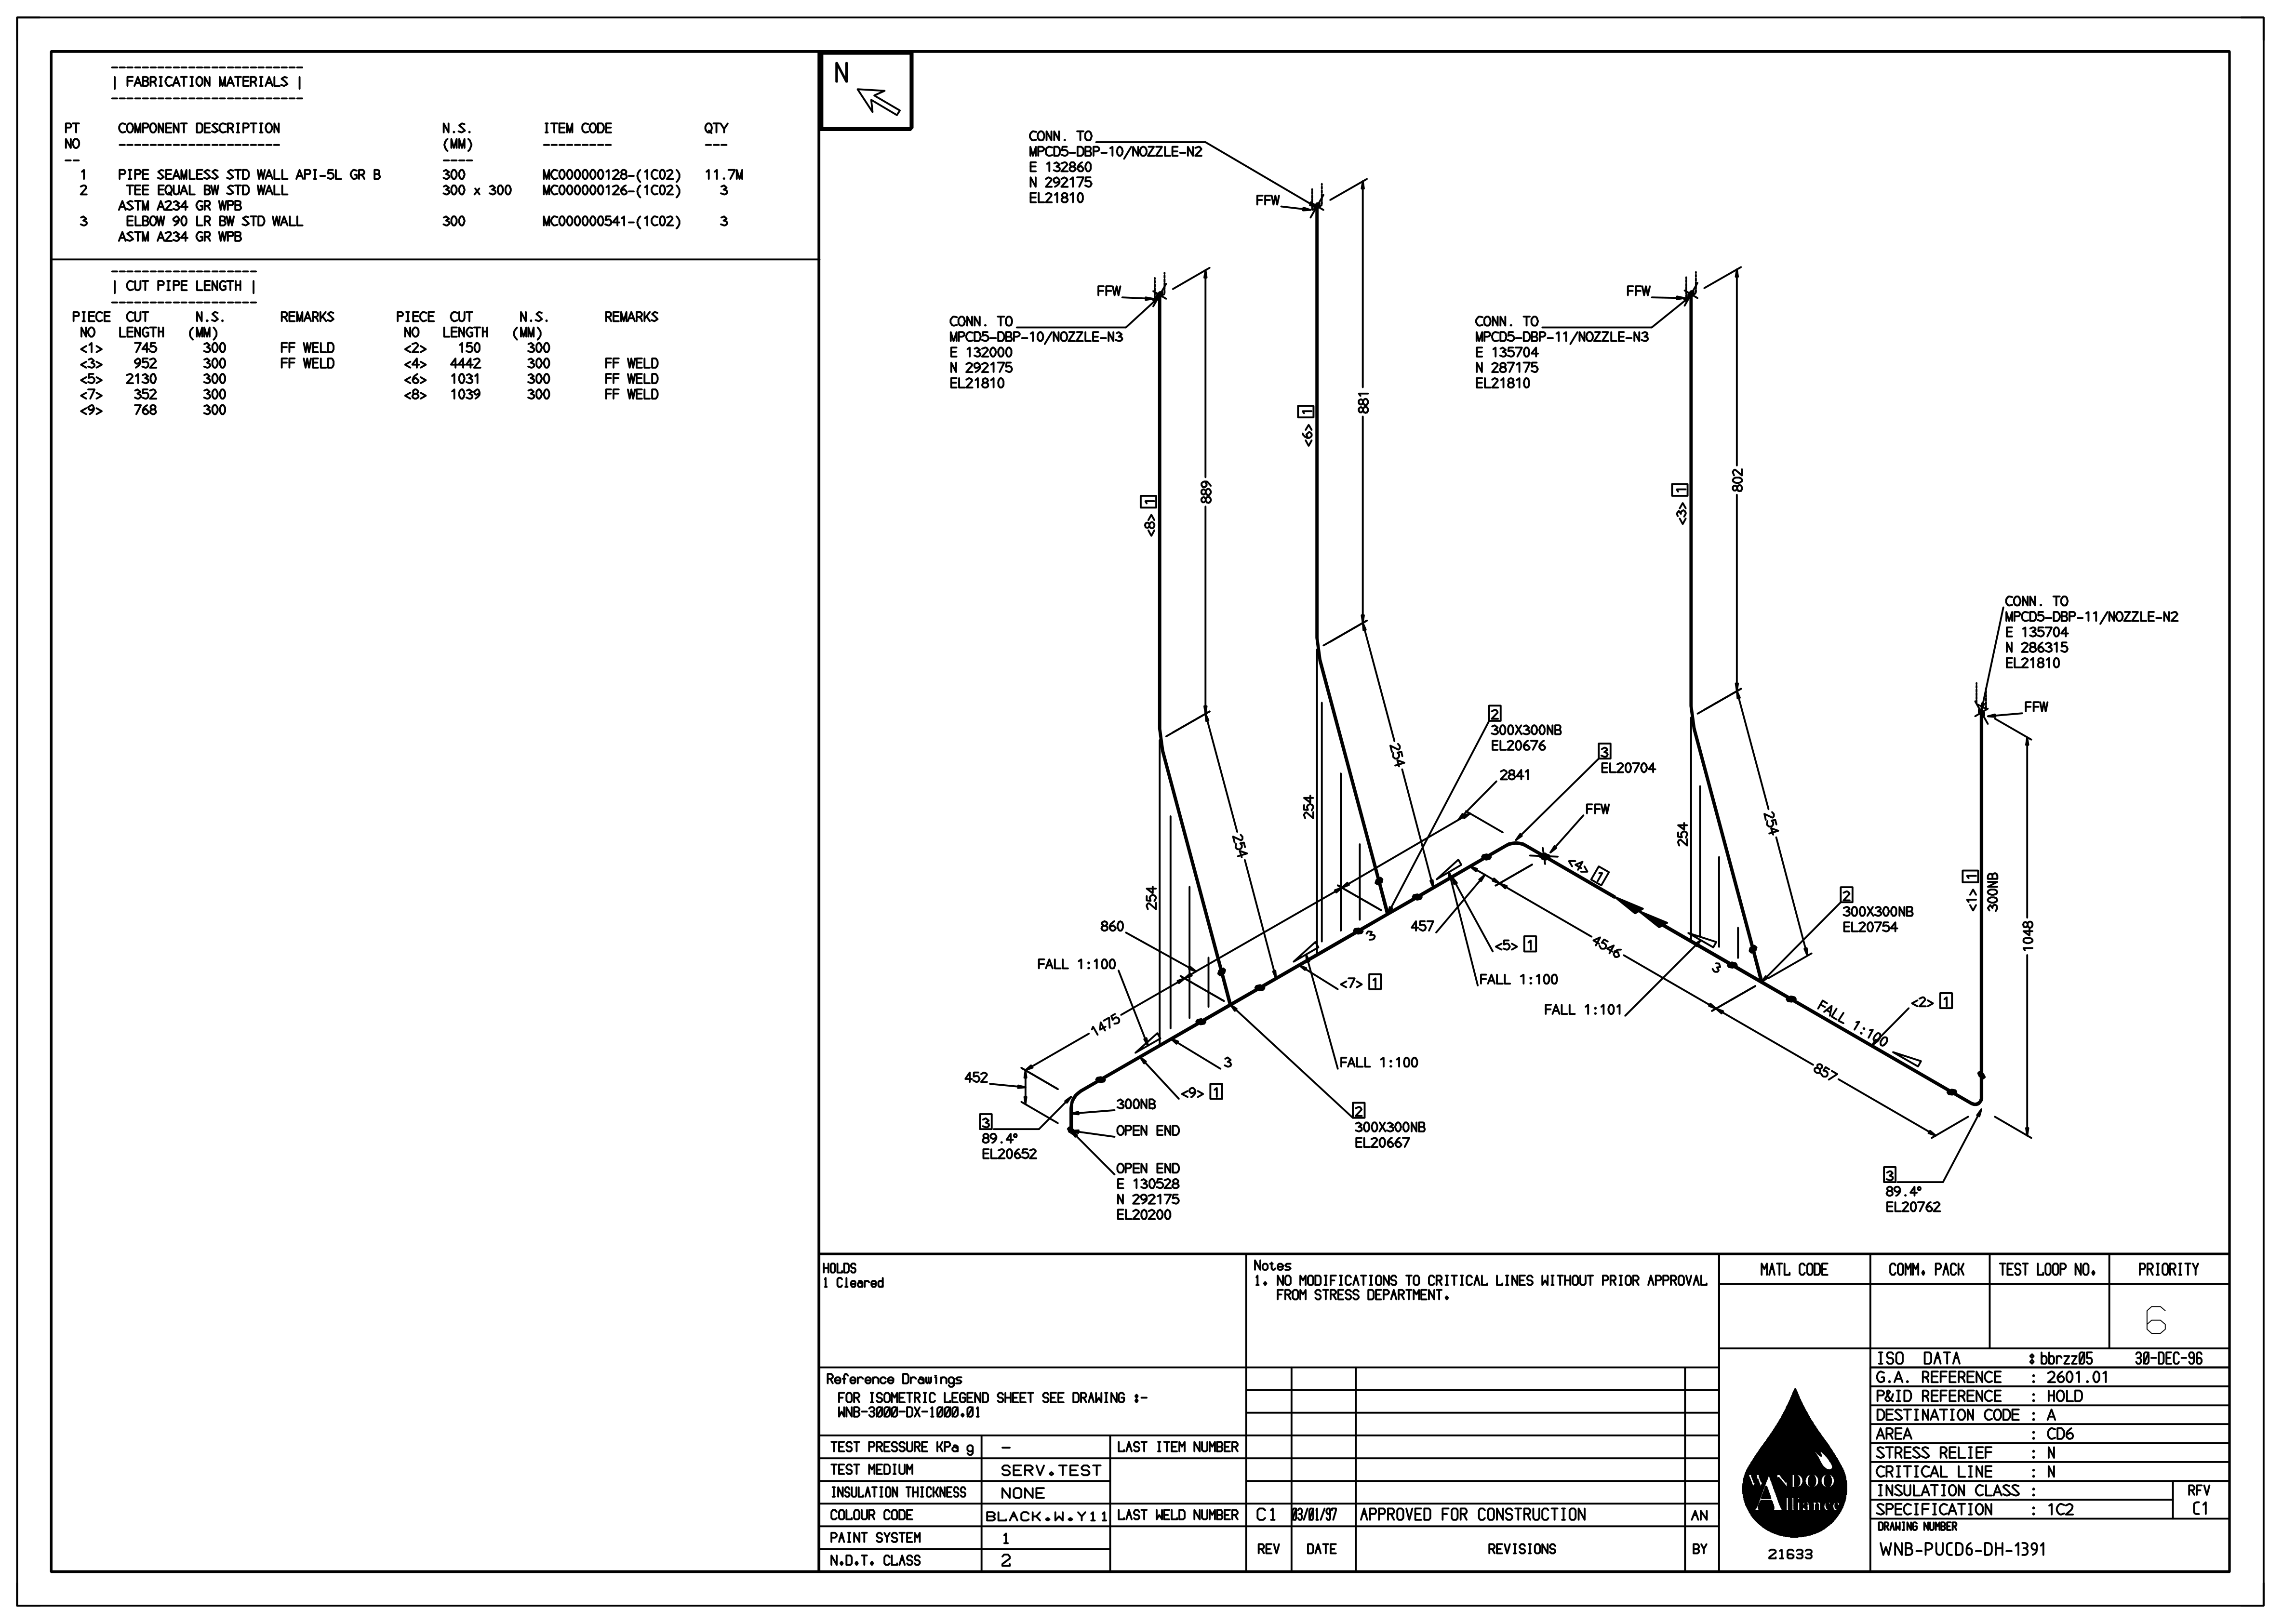 -------------------------
| FABRICATION MATERIALS |
-------------------------
PT COMPONENT DESCRIPTION N.S. ITEM CODE QTY
NO --------------------- (MM) --------- ---
-- ----
1 PIPE SEAMLESS STD WALL API-5L GR B 300 MC000000128-(1C02) 11.7M
2 TEE EQUAL BW STD WALL 300 x 300 MC000000126-(1C02) 3
ASTM A234 GR WPB
3 ELBOW 90 LR BW STD WALL 300 MC000000541-(1C02) 3
ASTM A234 GR WPB
-------------------
| CUT PIPE LENGTH |
-------------------
PIECE CUT N.S. REMARKS PIECE CUT N.S. REMARKS
NO LENGTH (MM) NO LENGTH (MM)
<1> 745 300 FF WELD <2> 150 300
<3> 952 300 FF WELD <4> 4442 300 FF WELD
<5> 2130 300 <6> 1031 300 FF WELD
<7> 352 300 <8> 1039 300 FF WELD
<9> 768 300
N
CONN. TO
MPCD5-DBP-10/NOZZLE-N2
E 132860
N 292175
EL21810
FFW
FFW
CONN. TO
MPCD5-DBP-10/NOZZLE-N3
E 132000
N 292175
EL21810
FFW
CONN. TO
MPCD5-DBP-11/NOZZLE-N3
E 135704
N 287175
EL21810
881
<6> 1
889
<8> 1
802
<3> 1
CONN. TO
MPCD5-DBP-11/NOZZLE-N2
E 135704
N 286315
EL21810
FFW
2
300X300NB
EL20676
3
EL20704
2841
254
254
254
254
254
254
FFW
<4> 1
2
300X300NB
EL20754
<1> 1
300NB
1048
860
457
3
<5> 1
4546
FALL 1:100
FALL 1:100
<7> 1
FALL 1:101
3
<2> 1
FALL 1:100
1475
FALL 1:100
3
857
452
<9> 1
300NB
3
89.4°
EL20652
OPEN END
2
300X300NB
EL20667
OPEN END
E 130528
N 292175
EL20200
3
89.4°
EL20762
HOLDS
1 Cleared
Notes
1. NO MODIFICATIONS TO CRITICAL LINES WITHOUT PRIOR APPROVAL
FROM STRESS DEPARTMENT.
MATL CODE COMM. PACK TEST LOOP NO. PRIORITY
6
Reference Drawings
FOR ISOMETRIC LEGEND SHEET SEE DRAWING :-
WNB-3000-DX-1000.01
TEST PRESSURE KPa g - LAST ITEM NUMBER
TEST MEDIUM SERV.TEST
INSULATION THICKNESS NONE
COLOUR CODE BLACK.W.Y11 LAST WELD NUMBER
PAINT SYSTEM 1
N.D.T. CLASS 2
C1 03/01/97 APPROVED FOR CONSTRUCTION AN
REV DATE REVISIONS BY
WANDOO
Alliance
21633
ISO DATA : bbrzz05 30-DEC-96
G.A. REFERENCE : 2601.01
P&ID REFERENCE : HOLD
DESTINATION CODE : A
AREA : CD6
STRESS RELIEF : N
CRITICAL LINE : N
INSULATION CLASS : RFV
SPECIFICATION : 1C2 C1
DRAWING NUMBER
WNB-PUCD6-DH-1391